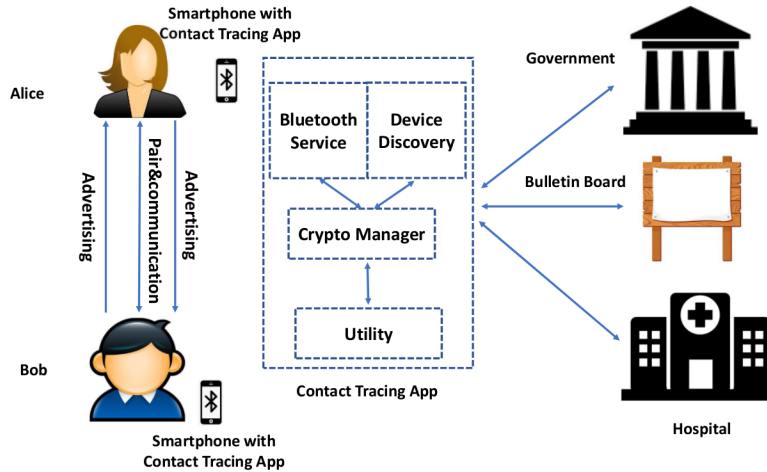 Smartphone with
Contact Tracing App
Alice
Advertising
Pair&communication
Advertising
Bob
Smartphone with
Contact Tracing App
Bluetooth
Service
Device
Discovery
Crypto Manager
Utility
Contact Tracing App
Government
Bulletin Board
Hospital